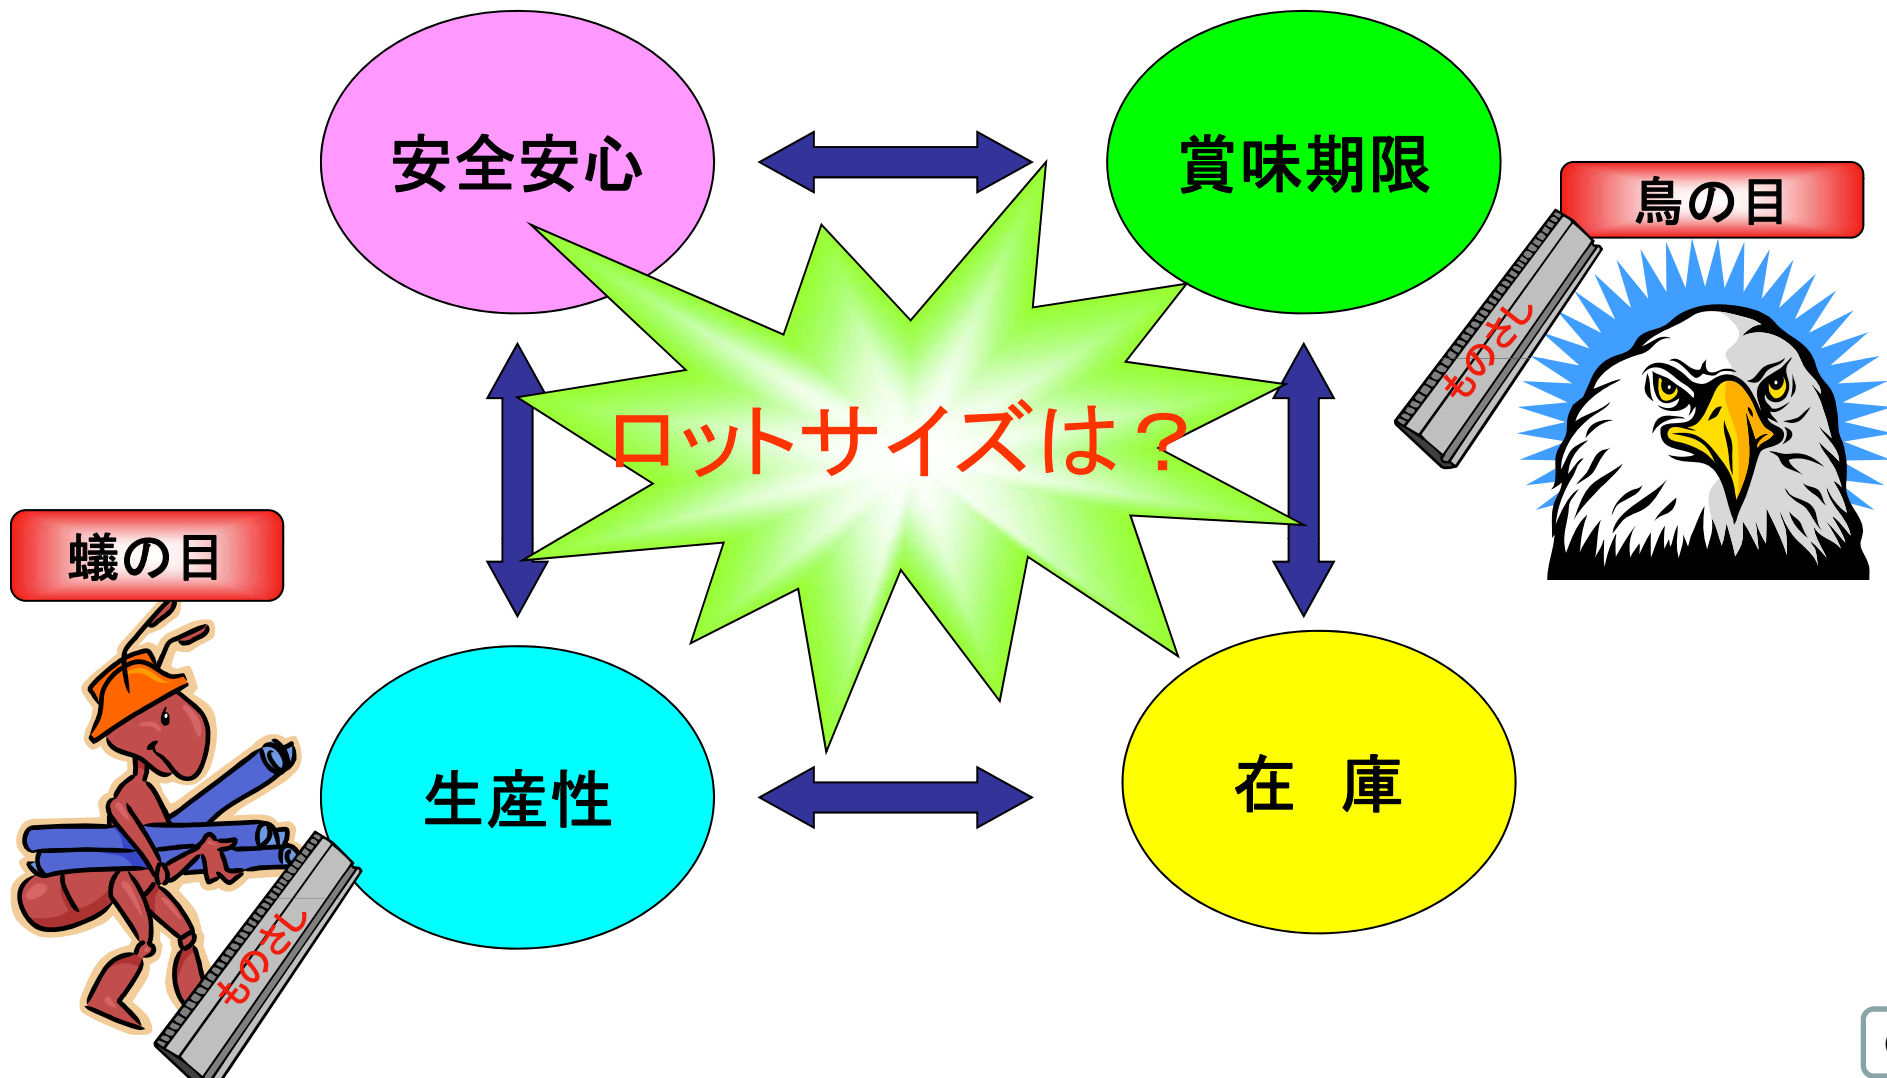 安全安心
賞味期限
鳥の目
ものさし
ロットサイズは？
蟻の目
生産性
在　庫
ものさし